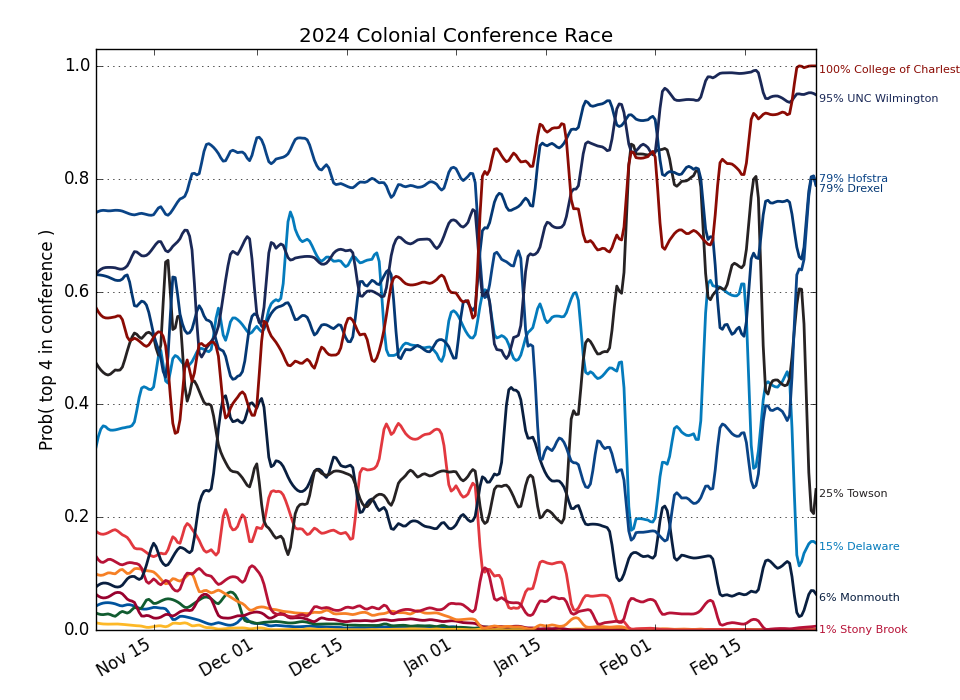 2024 Colonial Conference Race
Prob( top 4 in conference )
1.0
0.8
0.6
0.4
0.2
0.0
Nov 15
Dec 01
Dec 15
Jan 01
Jan 15
Feb 01
Feb 15
100% College of Charlest
95% UNC Wilmington
79% Hofstra
79% Drexel
25% Towson
15% Delaware
6% Monmouth
1% Stony Brook